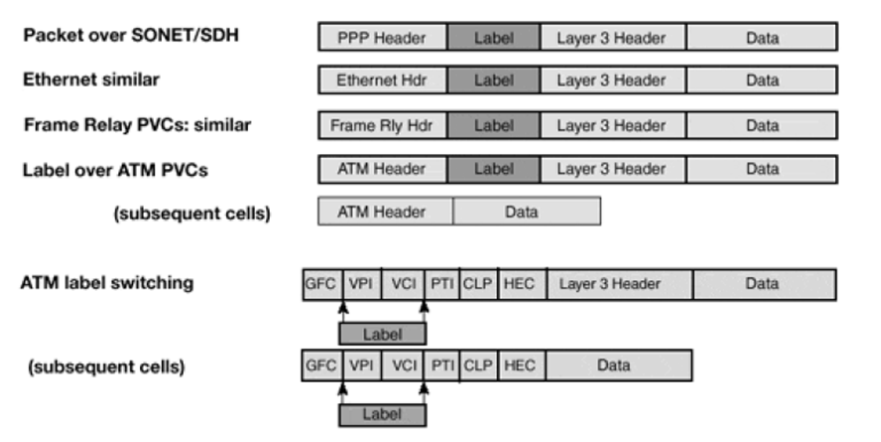 Packet over SONET/SDH PPP Header Label Layer 3 Header Data
Ethernet similar Ethernet Hdr Label Layer 3 Header Data
Frame Relay PVCs: similar Frame Rly Hdr Label Layer 3 Header Data
Label over ATM PVCs ATM Header Label Layer 3 Header Data
(subsequent cells) ATM Header Data
ATM label switching GFC VPI VCI PTI CLP HEC Layer 3 Header Data
Label
(subsequent cells) GFC VPI VCI PTI CLP HEC Data
Label